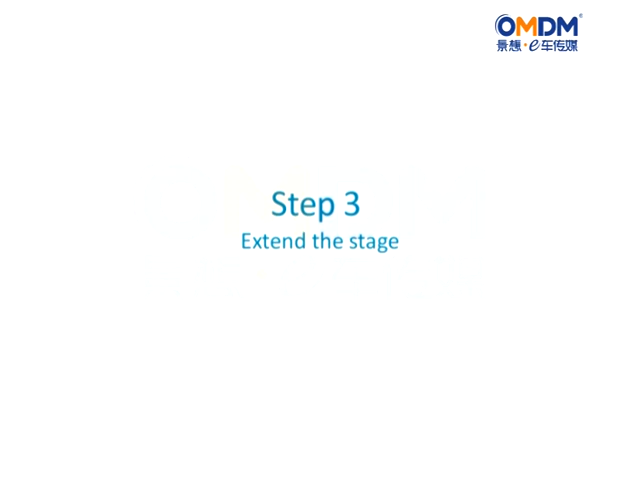 OMDM®
景想·e车传媒
Step 3
Extend the stage